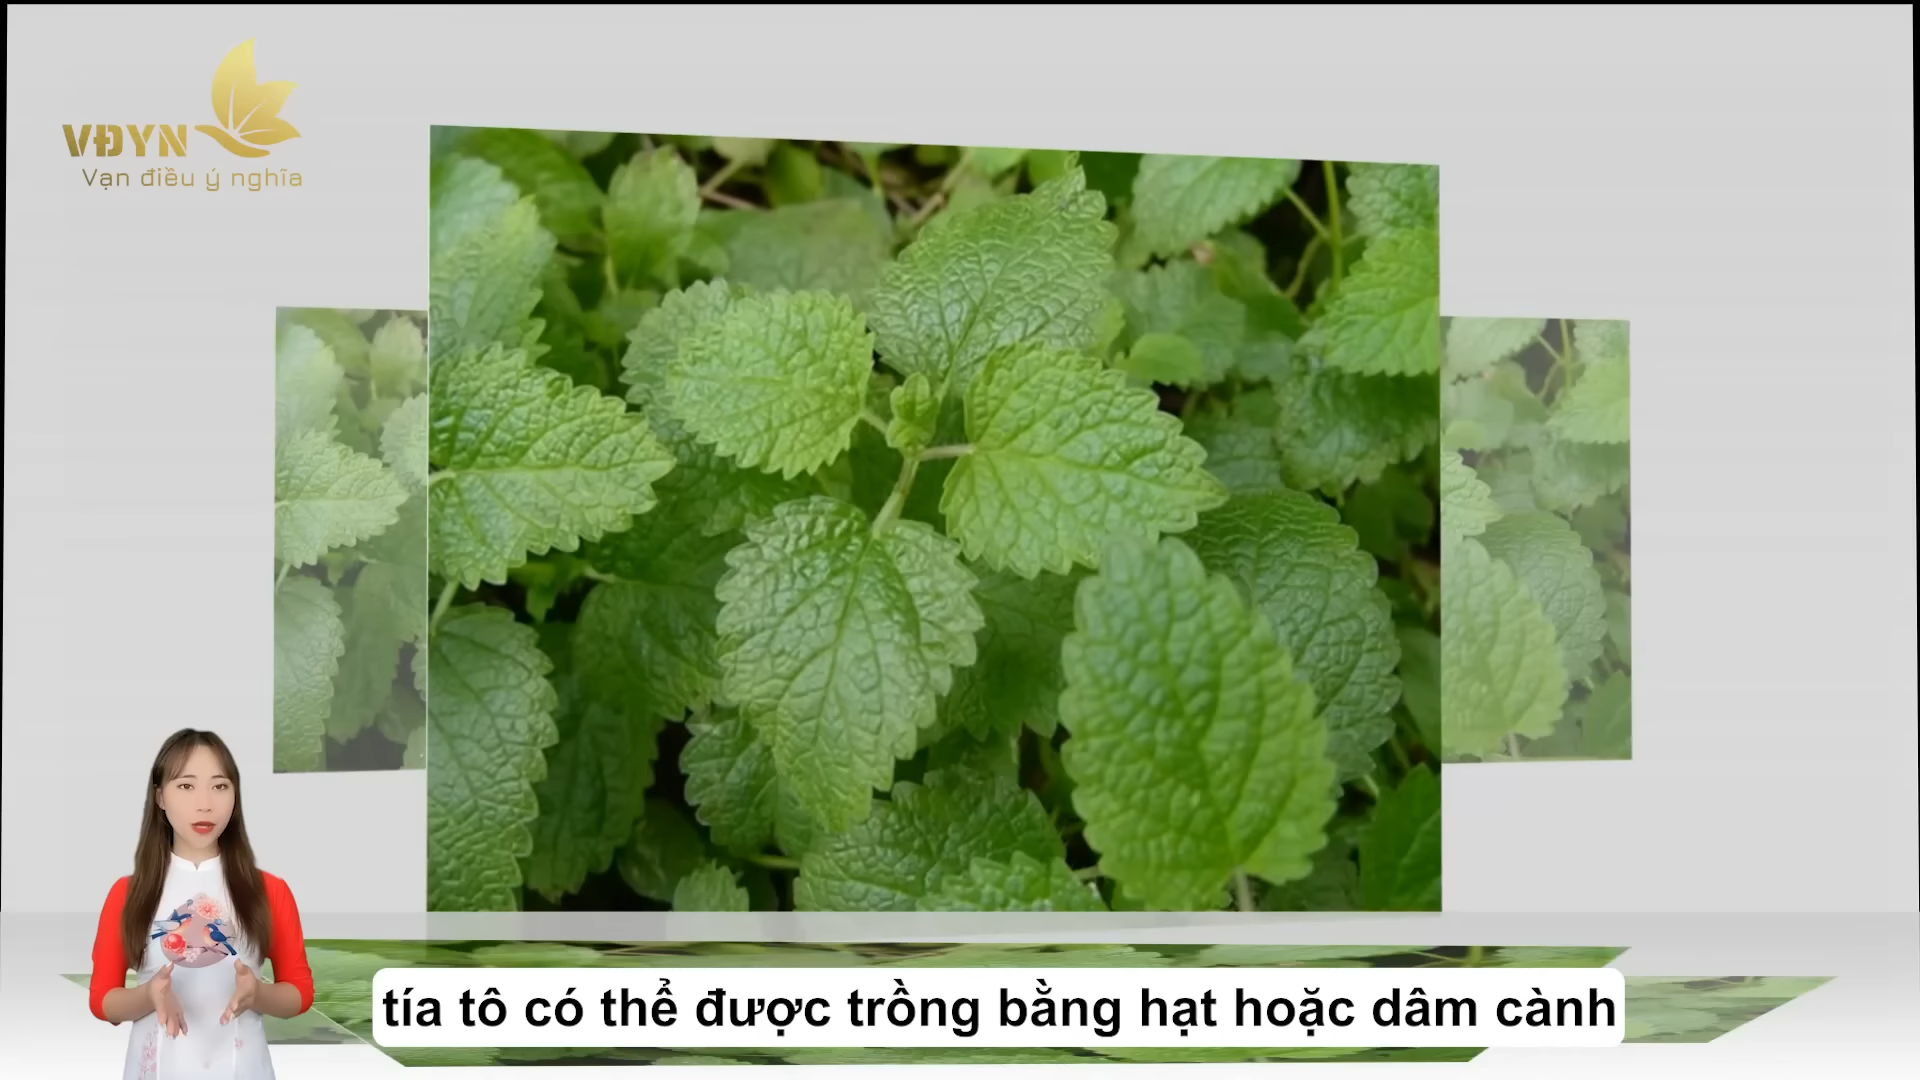 VĐYN
Vạn điều ý nghĩa
tía tô có thể được trồng bằng hạt hoặc dâm cành